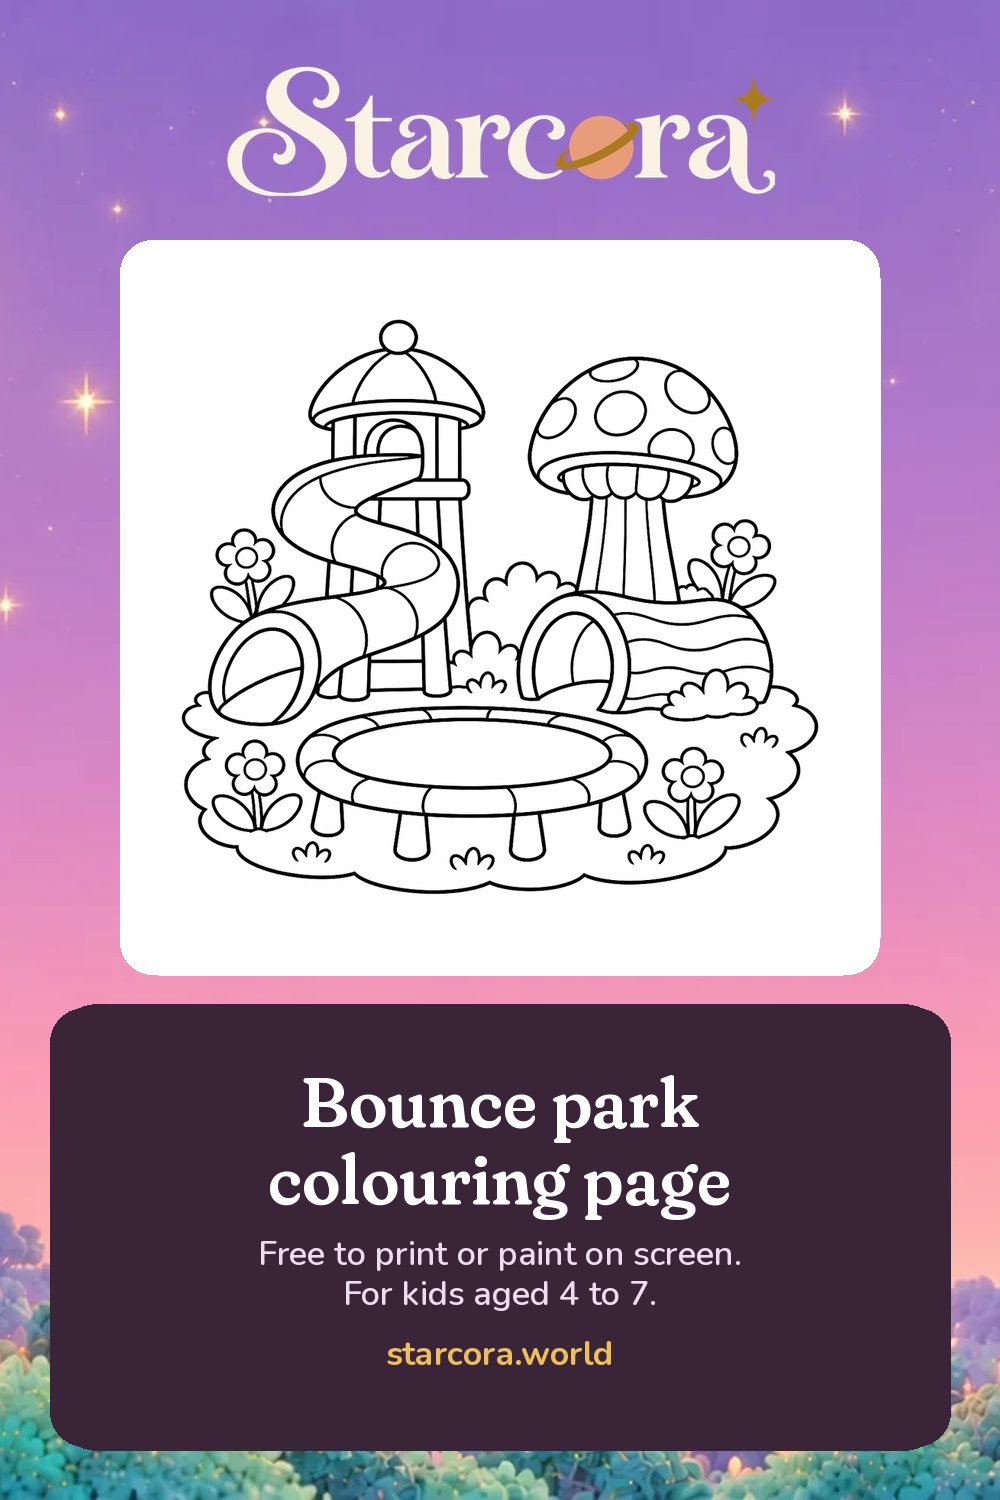 Starcora
Bounce park
colouring page
Free to print or paint on screen.
For kids aged 4 to 7.
starcora.world